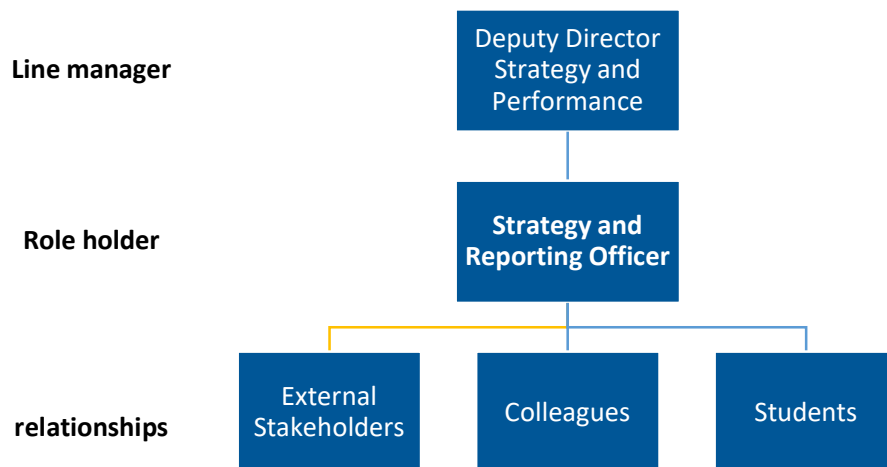 Line manager
Deputy Director
Strategy and
Performance
Role holder
Strategy and
Reporting Officer
relationships
External
Stakeholders
Colleagues
Students